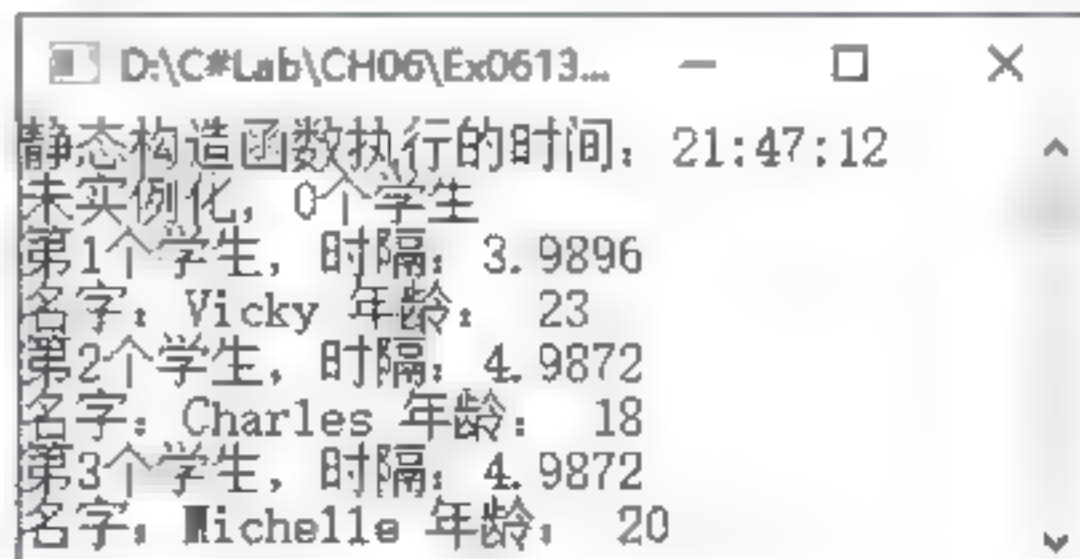 D:\C#Lab\CH06\Ex0613...
静态构造函数执行的时间：21:47:12
未实例化，0个学生
第1个学生，时隔：3.9896
名字：Vicky 年龄： 23
第2个学生，时隔：4.9872
名字：Charles 年龄： 18
第3个学生，时隔：4.9872
名字：Michelle 年龄： 20